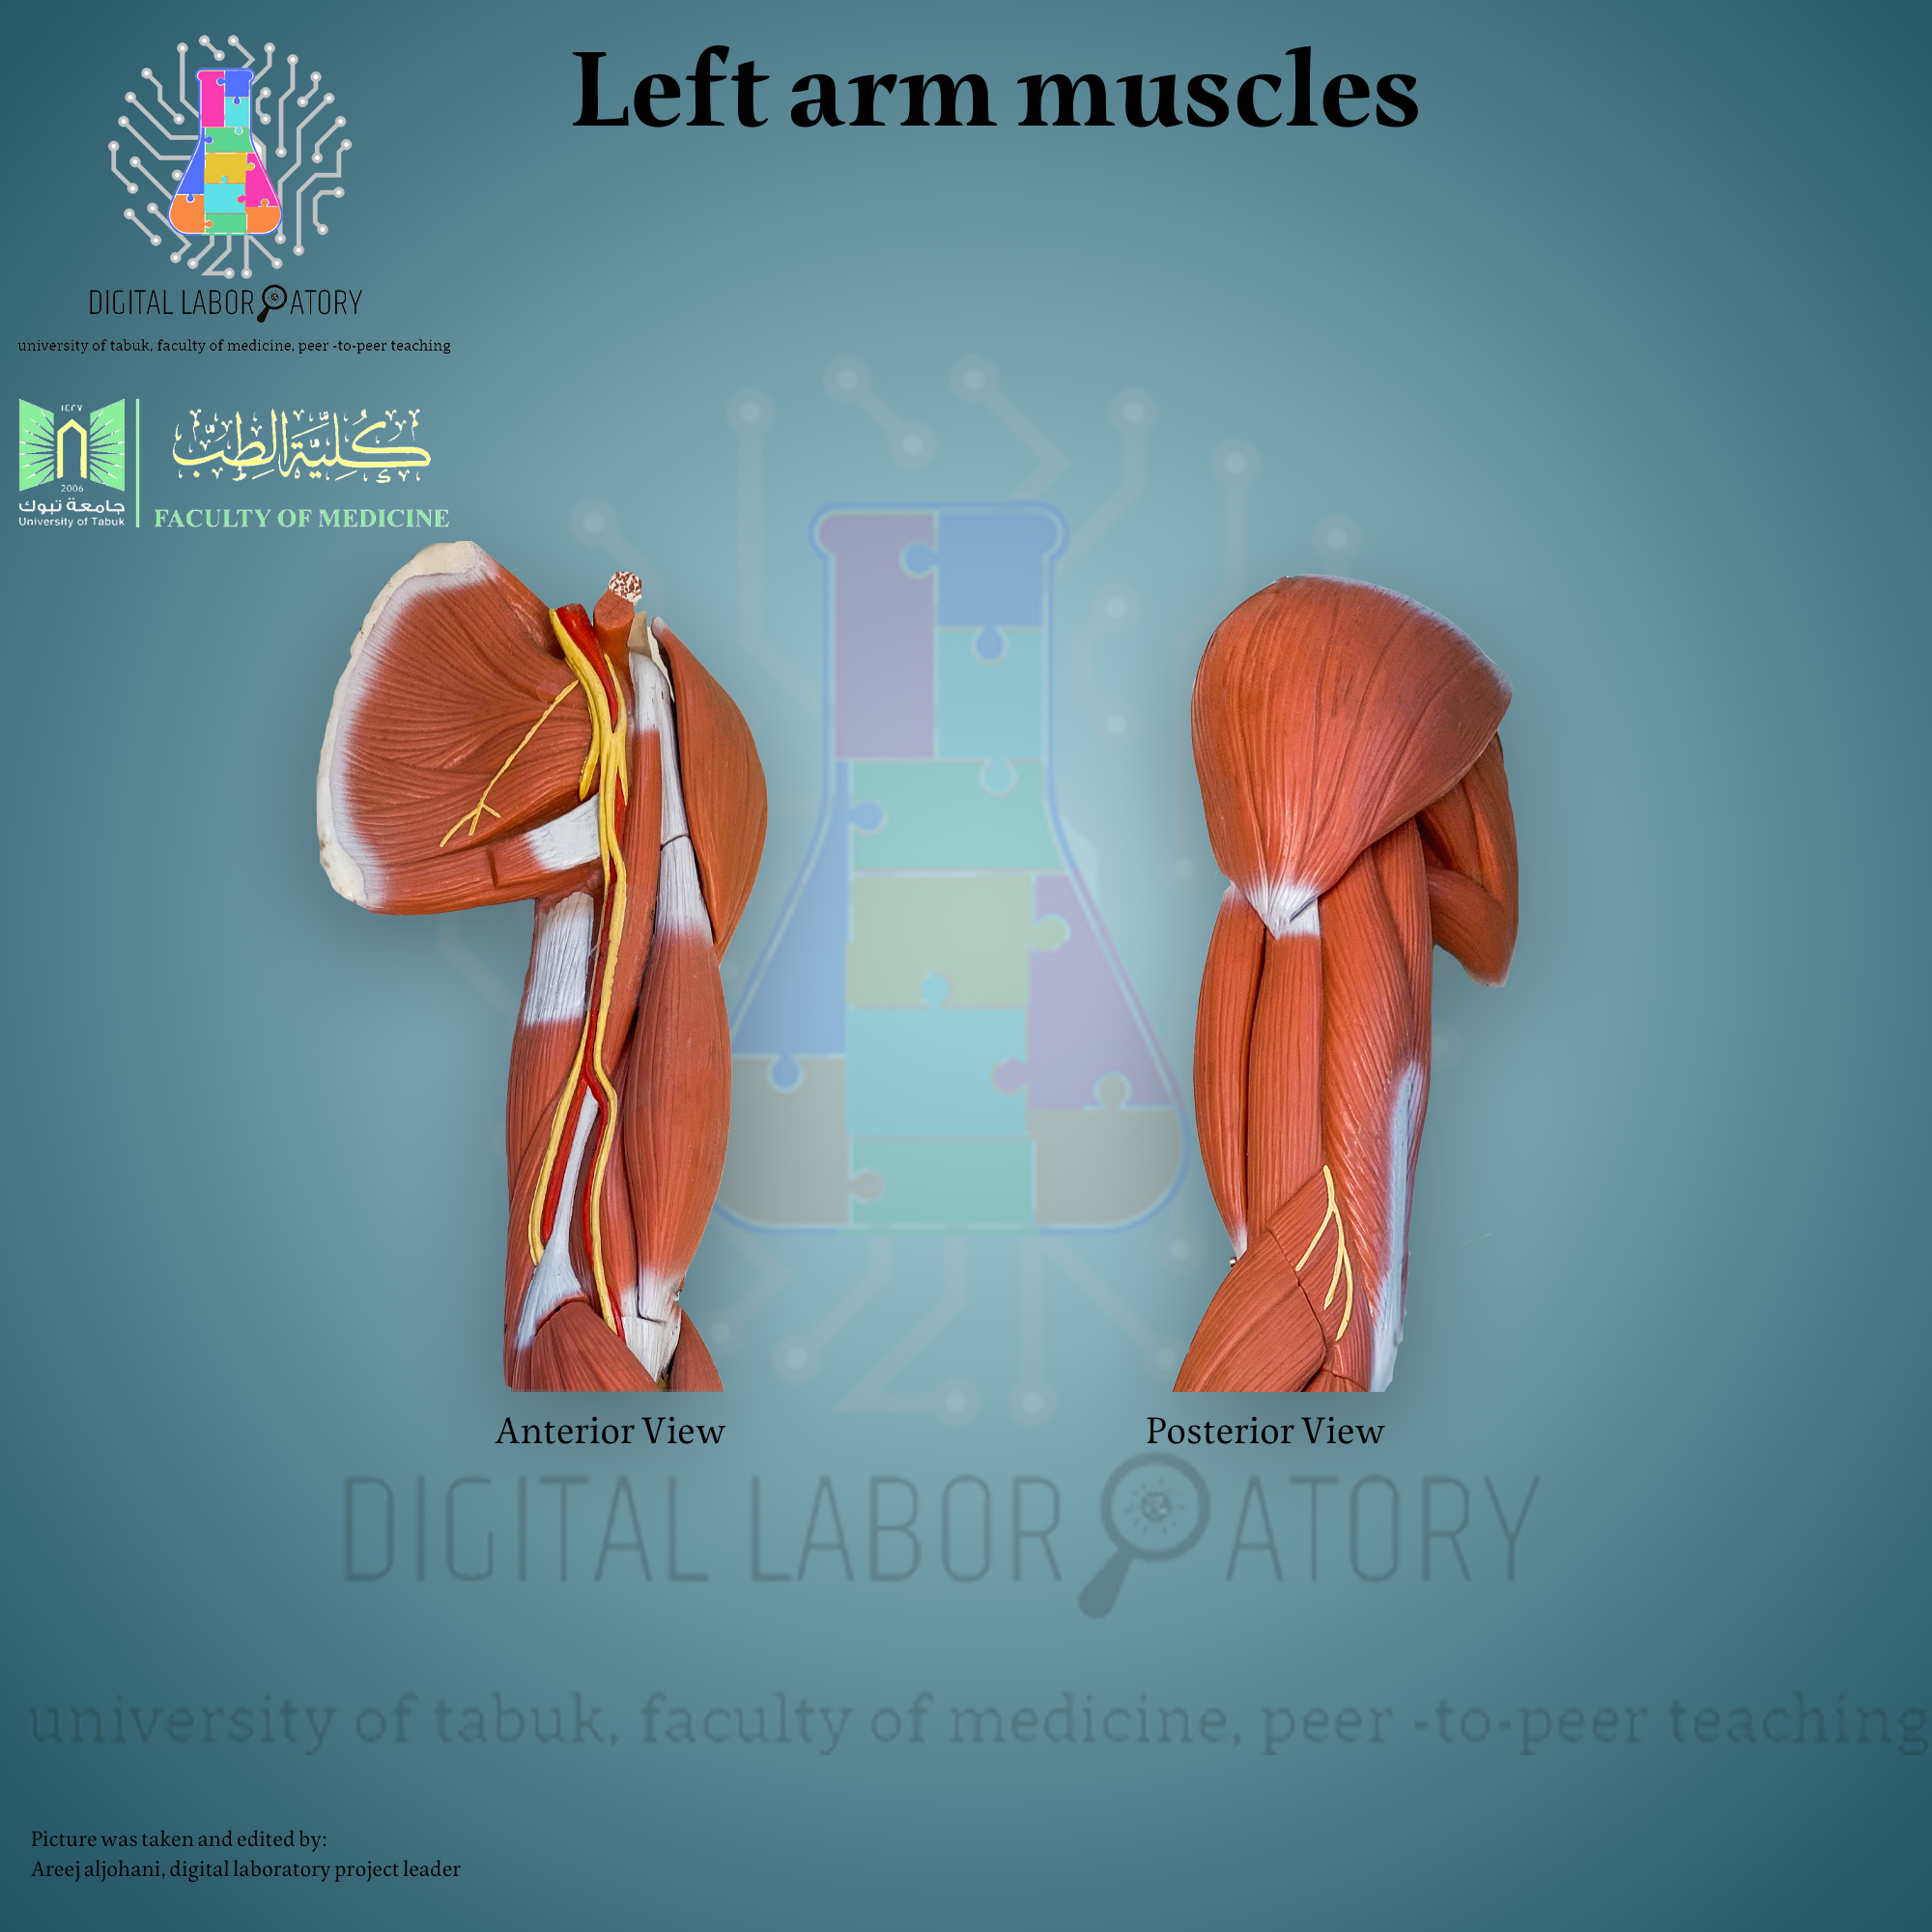 Left arm muscles
DIGITAL LABORATORY
university of tabuk, faculty of medicine, peer -to-peer teaching
١٤٢٧
2006
جامعة تبوك
University of Tabuk
كلية الطب
FACULTY OF MEDICINE
Anterior View
Posterior View
DIGITAL LABORATORY
university of tabuk, faculty of medicine, peer -to-peer teaching
Picture was taken and edited by:
Areej aljohani, digital laboratory project leader